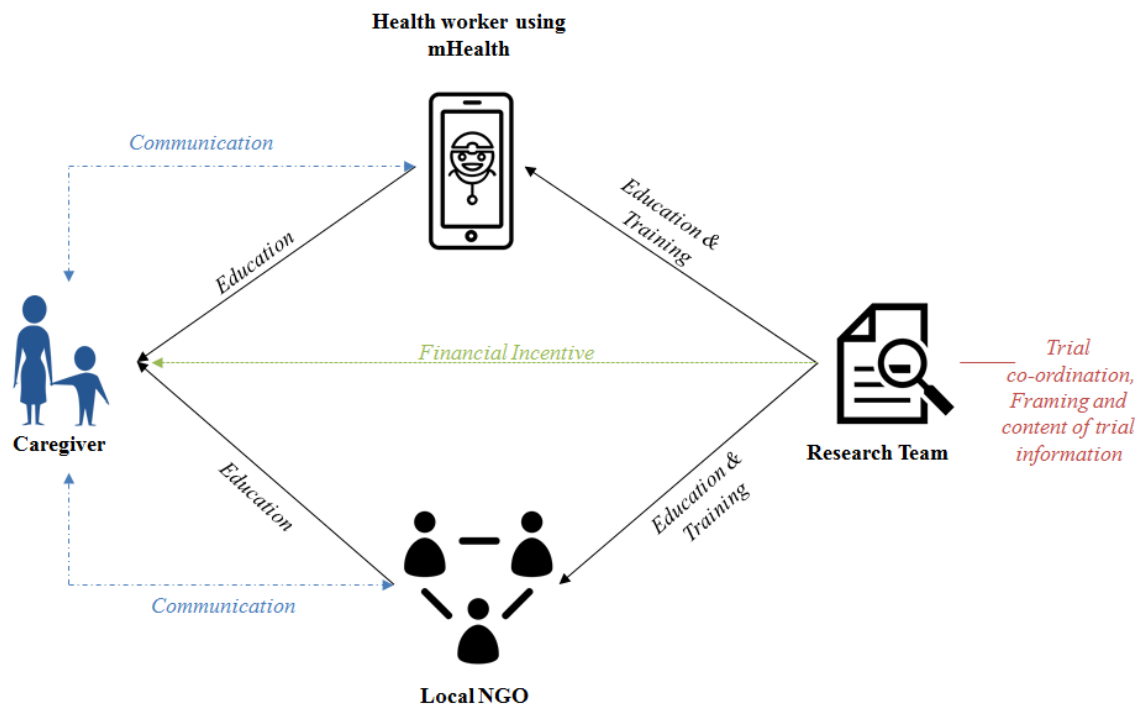 Health worker using
mHealth
Communication
Education &
Training
Education
Financial Incentive
Trial
co-ordination,
Framing and
content of trial
information
Caregiver
Research Team
Education
Education &
Training
Communication
Local NGO